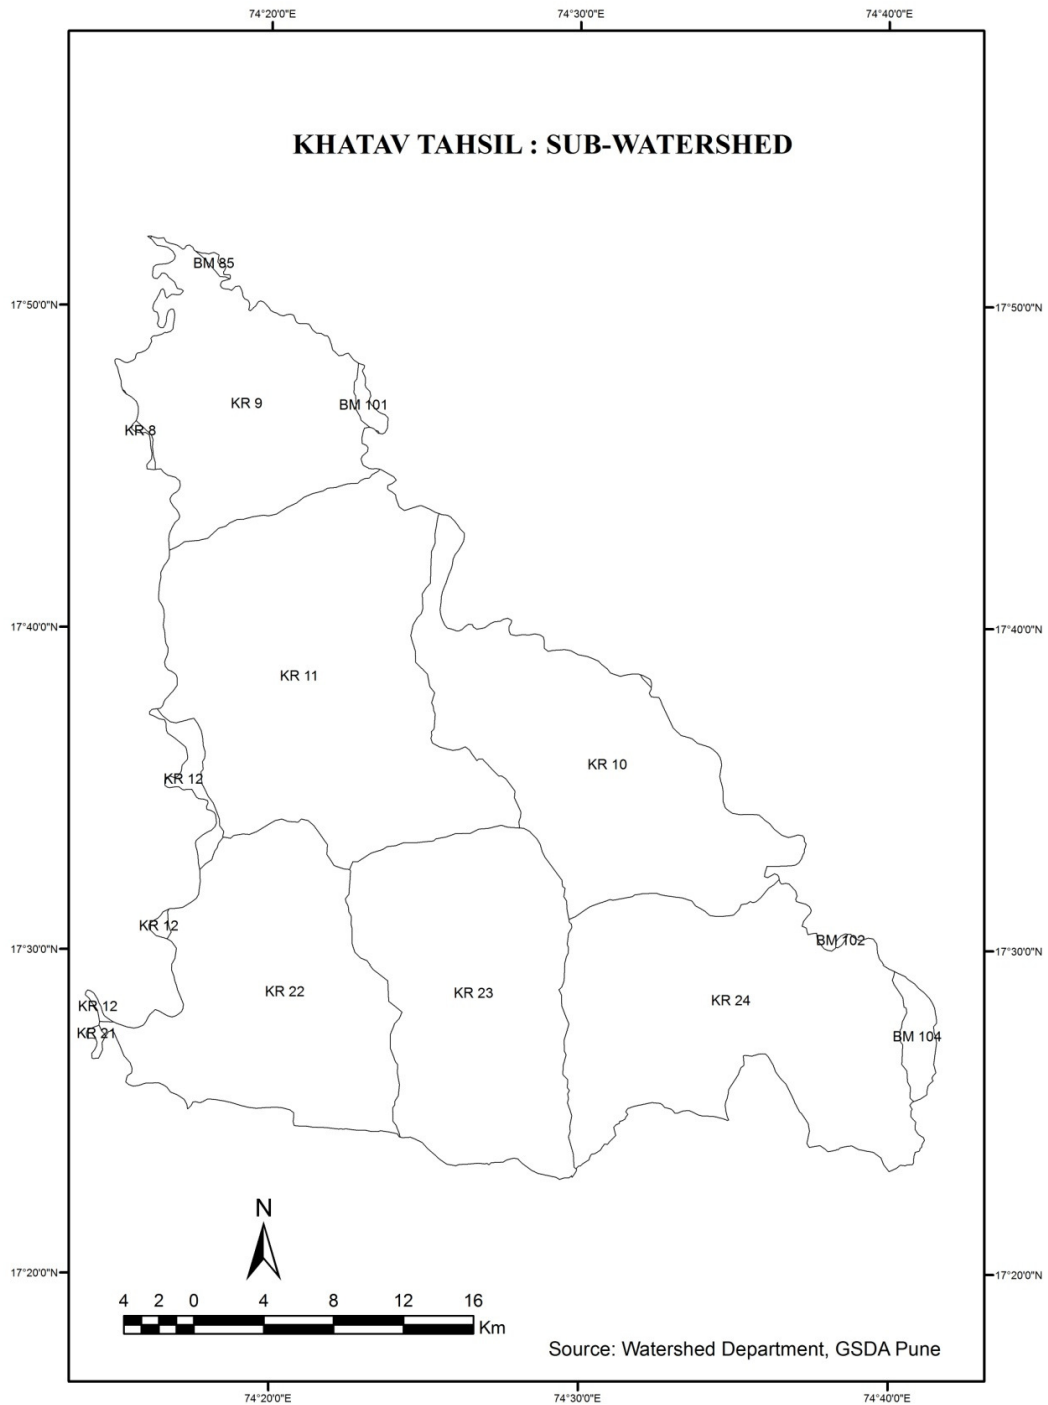 74°20'0"E
74°30'0"E
74°40'0"E
KHATAV TAHSIL : SUB-WATERSHED
BM 85
17°50'0"N
17°50'0"N
KR 9
BM 101
KR 8
17°40'0"N
17°40'0"N
KR 11
KR 10
KR 12
KR 12
BM 102
17°30'0"N
17°30'0"N
KR 22
KR 23
KR 24
KR 12
KR 21
BM 104
N
17°20'0"N
17°20'0"N
4 2 0 4 8 12 16
Km
Source: Watershed Department, GSDA Pune
74°20'0"E
74°30'0"E
74°40'0"E